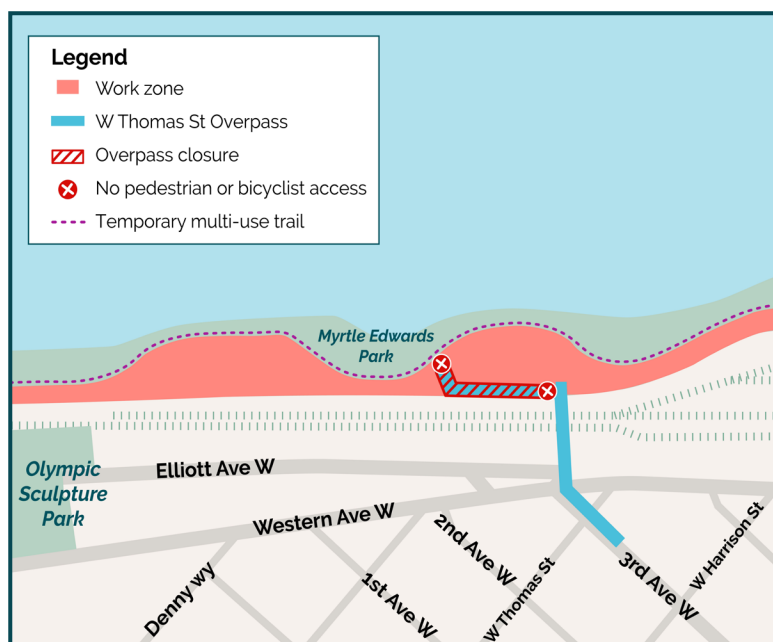 Legend
Work zone
W Thomas St Overpass
Overpass closure
No pedestrian or bicyclist access
Temporary multi-use trail
Myrtle Edwards
Park
Olympic
Sculpture
Park
Elliott Ave W
Western Ave W
Denny wy
1st Ave W
2nd Ave W
W Thomas St
3rd Ave W
W Harrison St